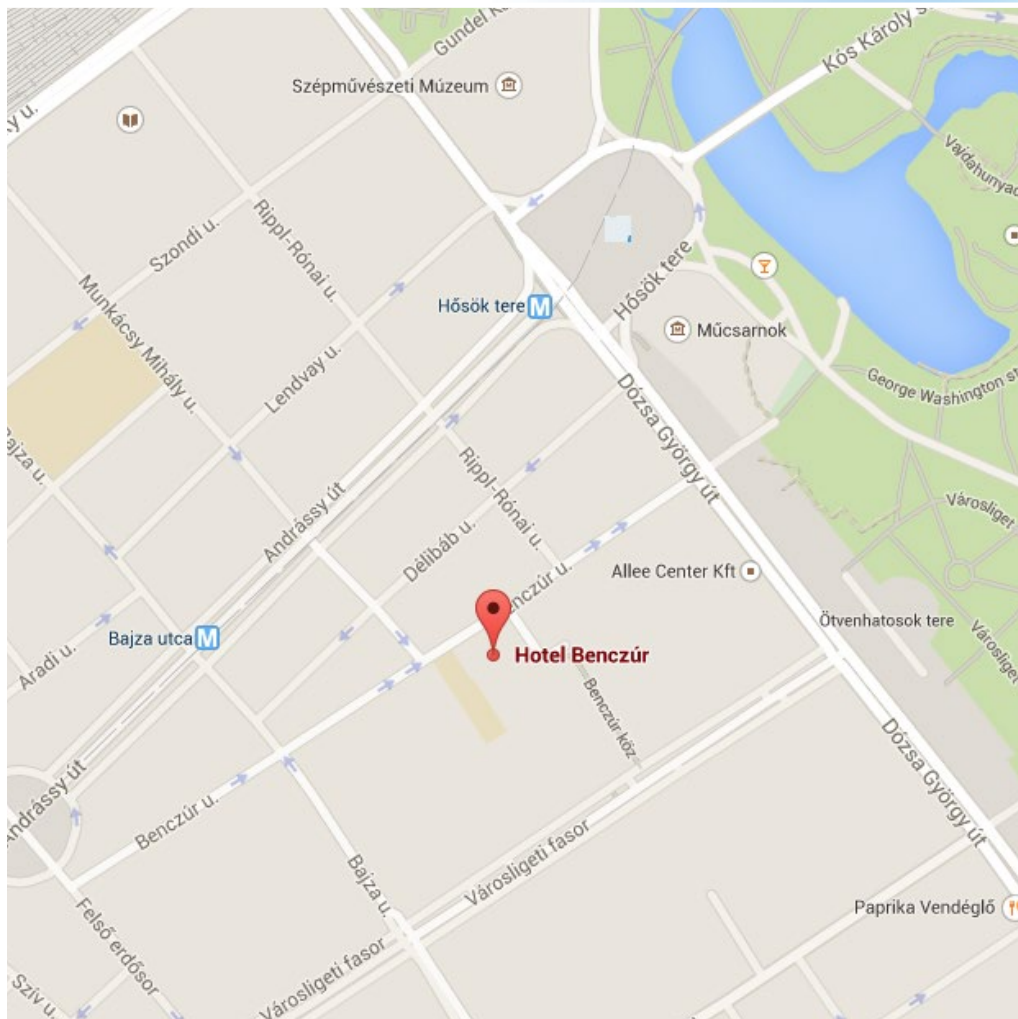 Gundel K
Kós Károly s
Szépművészeti Múzeum
y u.
Vajdahunyad
Rippl-Rónai u.
Szondi u.
Munkácsy Mihály u.
Hősök tere
M
Hősök tere
Műcsarnok
Lendvay u.
George Washington st
Dózsa György út
Bajza u.
Rippl-Rónai u.
Andrássy út
Városliget
Délibáb u.
Allee Center Kft
enczúr u.
Ötvenhatosok tere
Bajza utca
M
Aradi u.
Hotel Benczúr
Városliget
Benczúr köz
Andrássy út
Dózsa György út
Benczúr u.
Városligeti fasor
Bajza u.
Paprika Vendéglő
Felső erdősor
Városligeti fasor
Szív u.